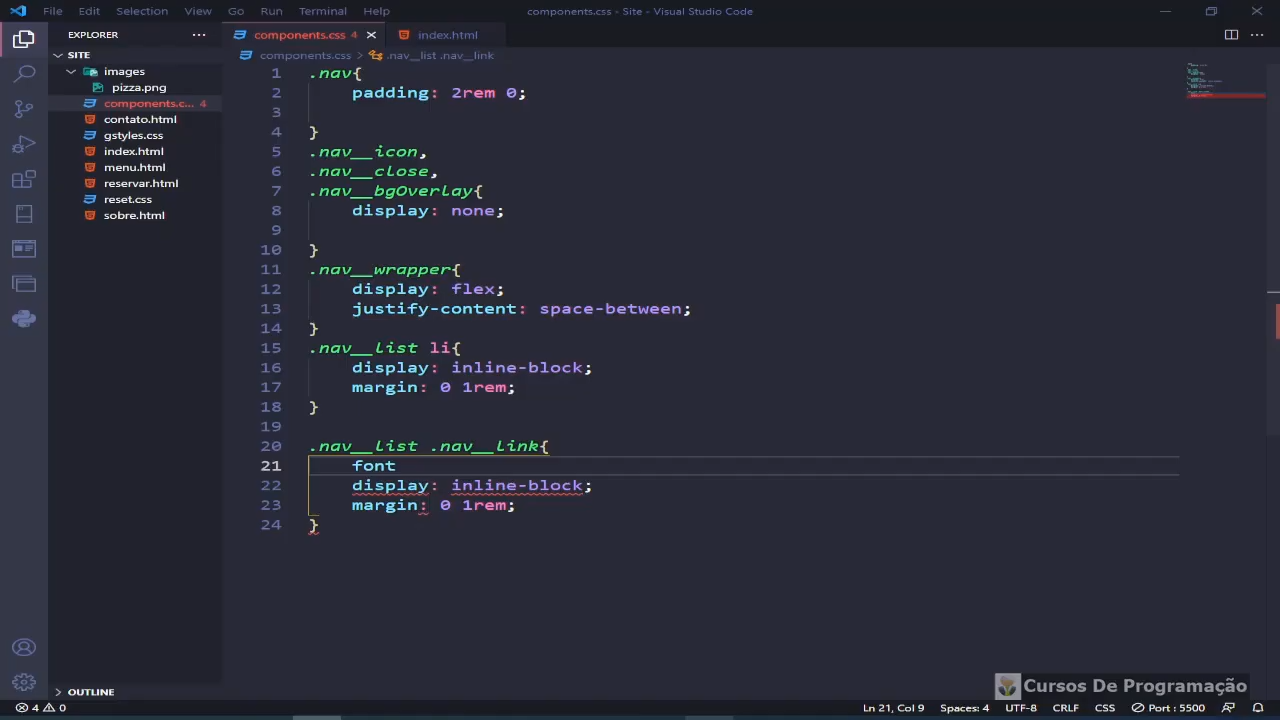 File Edit Selection View Go Run Terminal Help
components.css - Site - Visual Studio Code
EXPLORER
components.css 4
index.html
SITE
components.css > .nav__list .nav__link
images
pizza.png
components.c... 4
contato.html
gstyles.css
index.html
menu.html
reservar.html
reset.css
sobre.html
1 .nav{
2 padding: 2rem 0;
3
4 }
5 .nav__icon,
6 .nav__close,
7 .nav__bgOverlay{
8 display: none;
9
10 }
11 .nav__wrapper{
12 display: flex;
13 justify-content: space-between;
14 }
15 .nav__list li{
16 display: inline-block;
17 margin: 0 1rem;
18 }
19
20 .nav__list .nav__link{
21 font
22 display: inline-block;
23 margin: 0 1rem;
24 }
OUTLINE
Cursos De Programação
4 0
Ln 21, Col 9 Spaces: 4 UTF-8 CRLF CSS Port : 5500